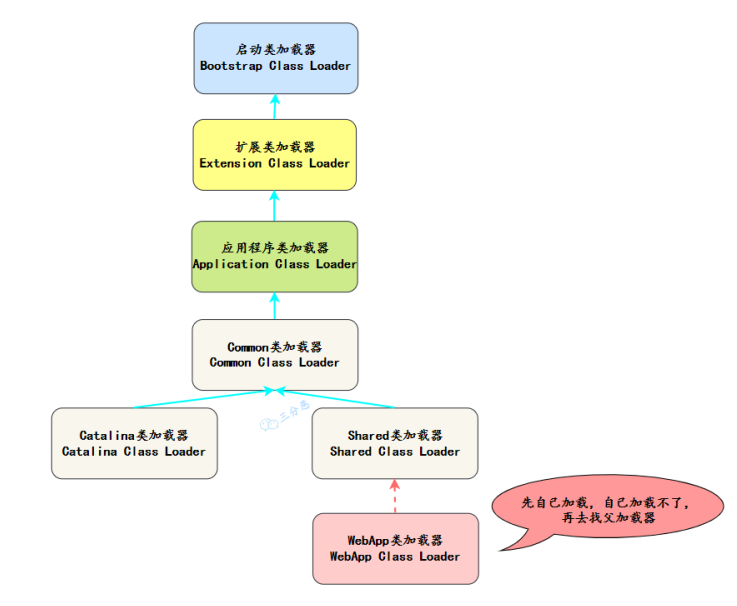 启动类加载器
Bootstrap Class Loader
扩展类加载器
Extension Class Loader
应用程序类加载器
Application Class Loader
Common类加载器
Common Class Loader
三分恶
Catalina类加载器
Catalina Class Loader
Shared类加载器
Shared Class Loader
先自己加载，自己加载不了，
再去找父加载器
WebApp类加载器
WebApp Class Loader